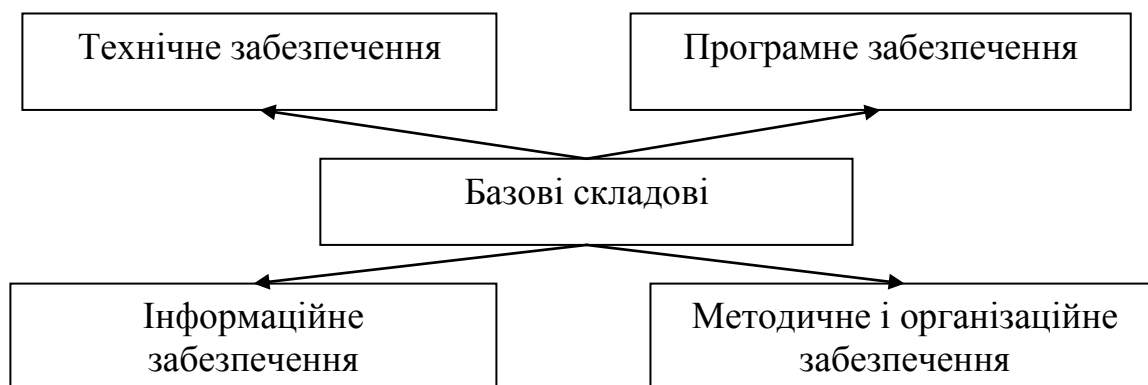 Технічне забезпечення
Програмне забезпечення
Базові складові
Інформаційне
забезпечення
Методичне і організаційне
забезпечення